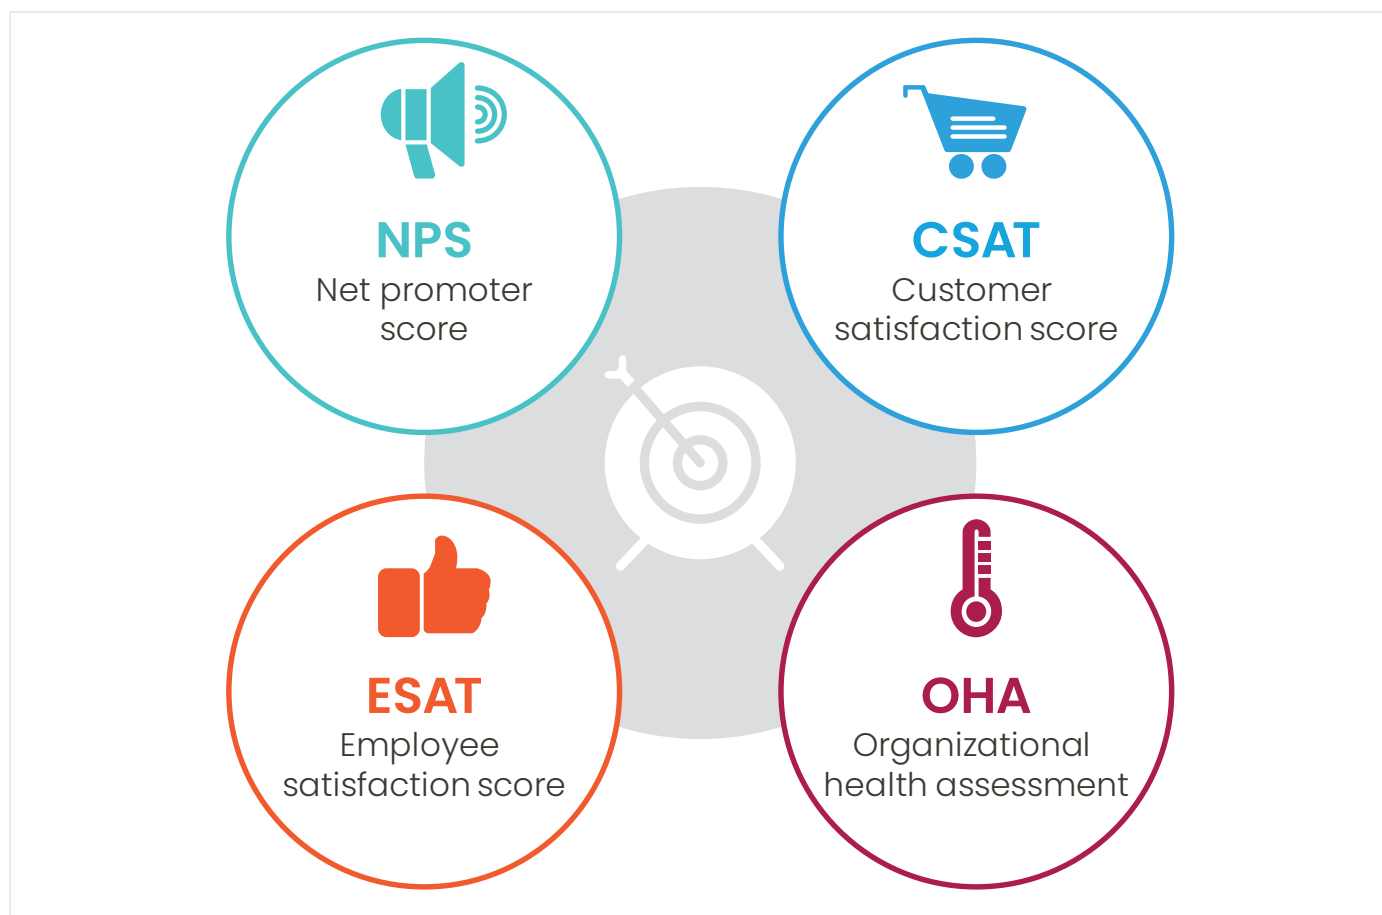 NPS
Net promoter
score
CSAT
Customer
satisfaction score
ESAT
Employee
satisfaction score
OHA
Organizational
health assessment